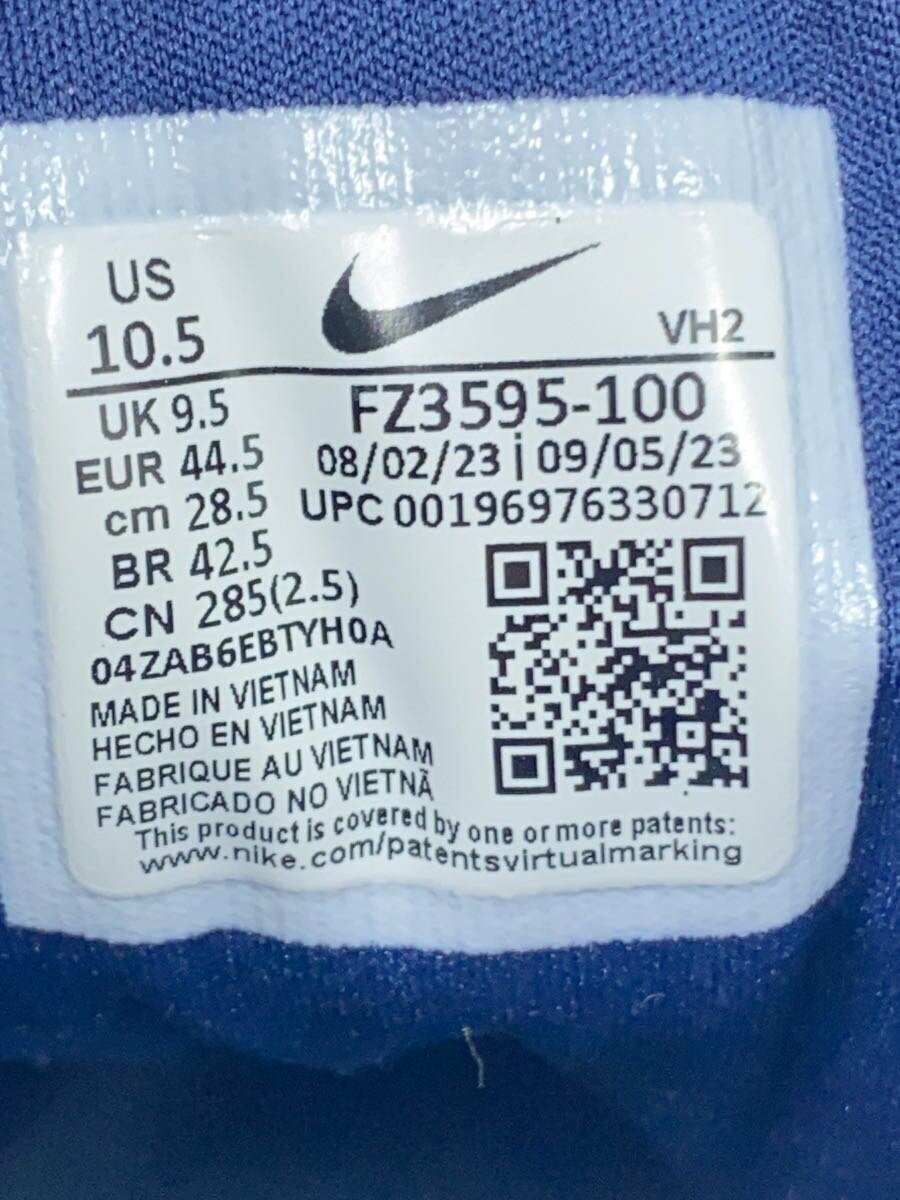 US
10.5
VH2
UK 9.5
EUR 44.5
cm 28.5
BR 42.5
CN 285(2.5)
04ZAB6EBTYH0A
FZ3595-100
08/02/23 | 09/05/23
UPC 00196976330712
MADE IN VIETNAM
HECHO EN VIETNAM
FABRIQUE AU VIETNAM
FABRICADO NO VIETNÃ
This product is covered by one or more patents:
www.nike.com/patentsvirtualmarking